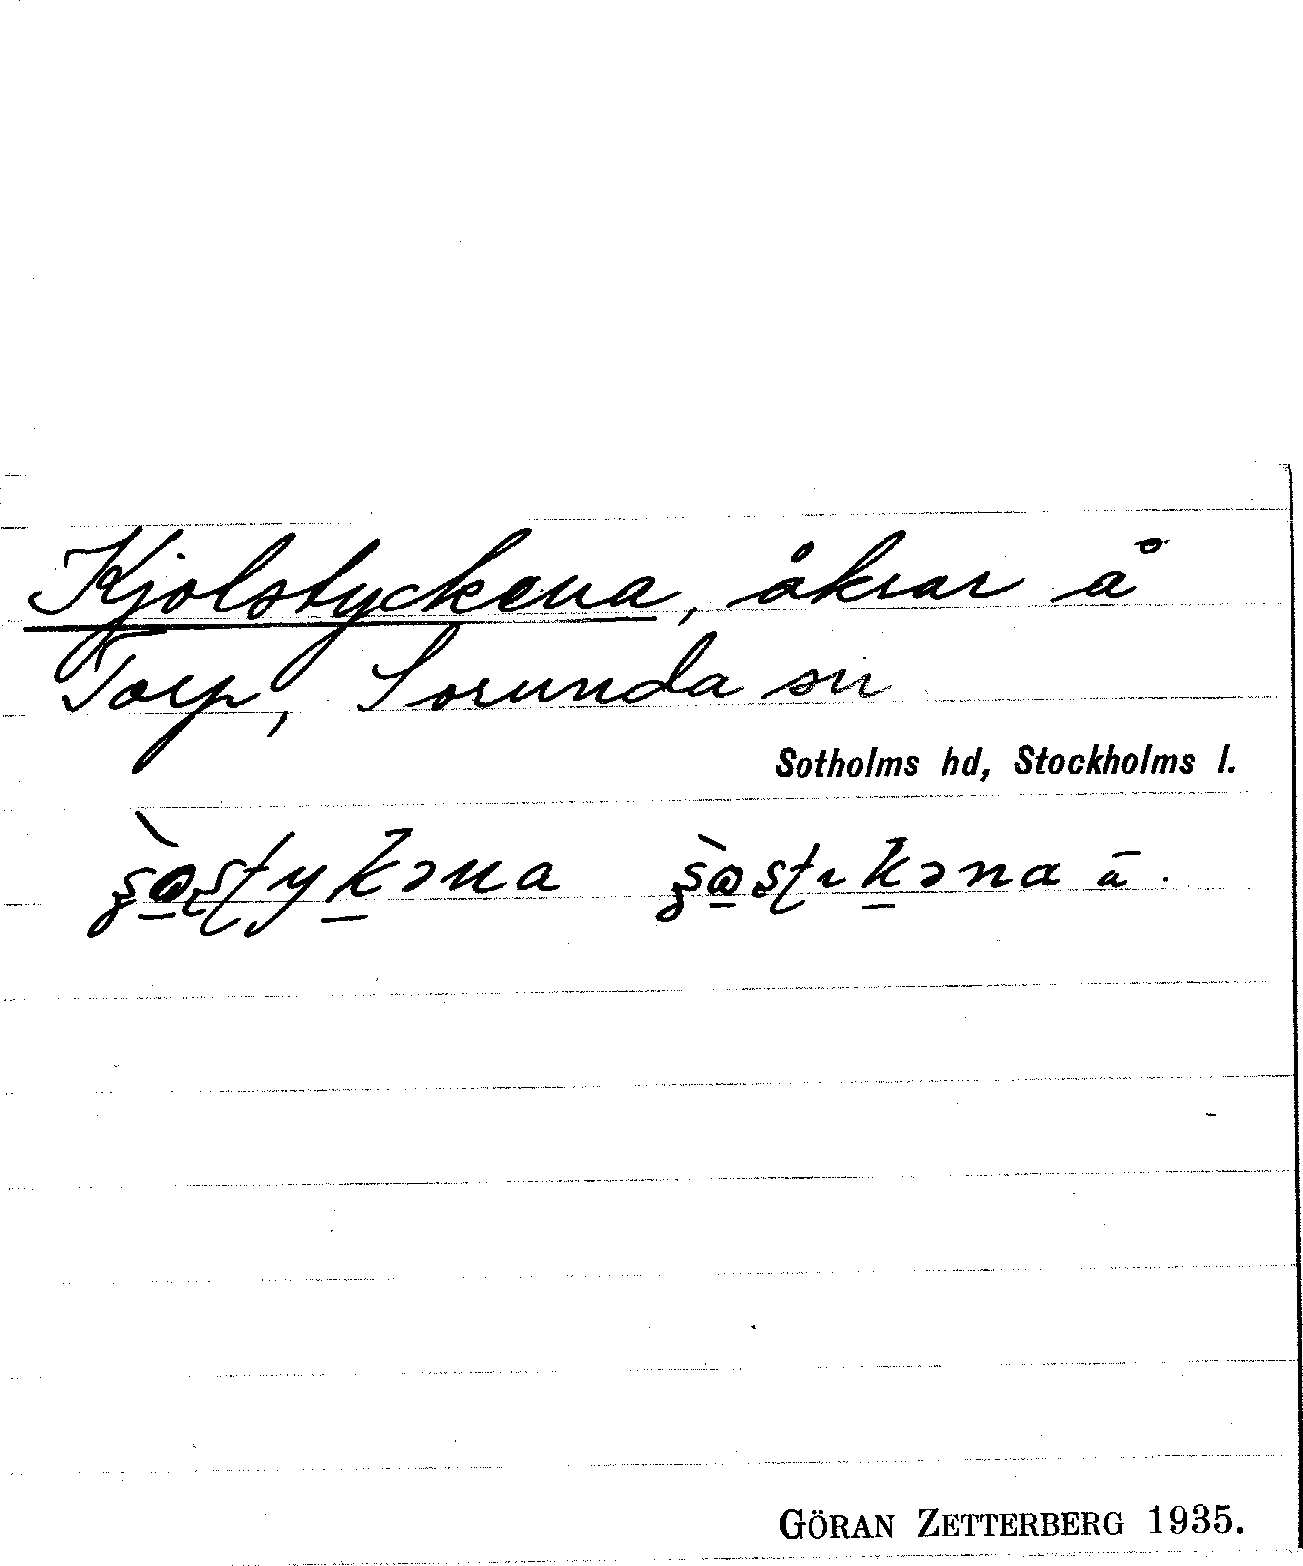 Kjolstyckena, åkrar å
Torp, Sorunda sn
Sotholms hd, Stockholms l.
GÖRAN ZETTERBERG 1935.